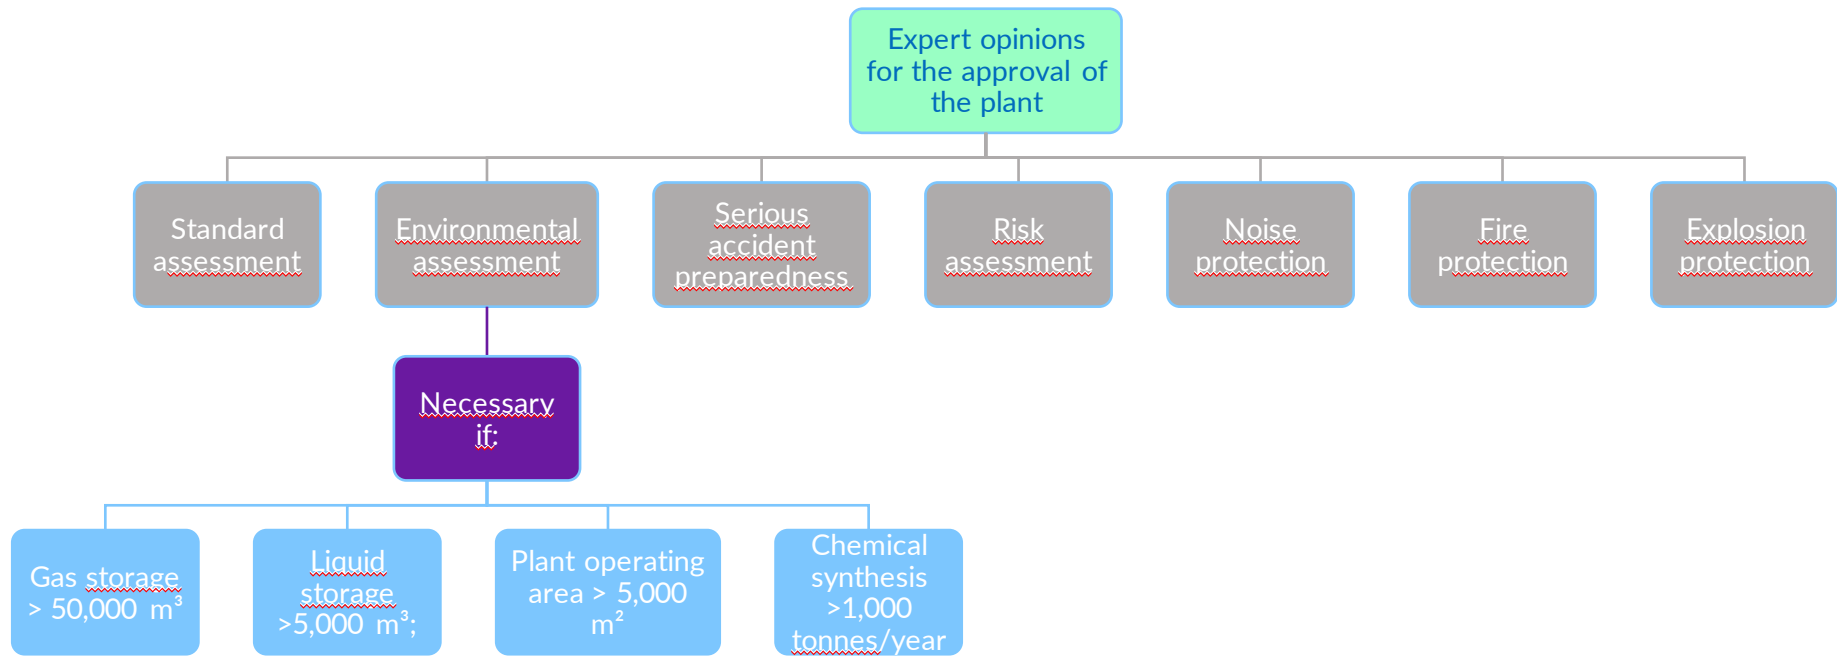 Expert opinions
for the approval of
the plant
Standard
assessment
Environmental
assessment
Serious
accident
preparedness
Risk
assessment
Noise
protection
Fire
protection
Explosion
protection
Necessary
if:
Gas storage
> 50,000 m³
Liquid
storage
>5,000 m³;
Plant operating
area > 5,000
m²
Chemical
synthesis
>1,000
tonnes/year